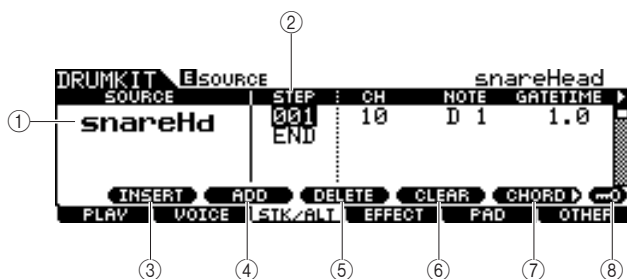 ②
DRUMKIT E SOURCE snareHead
SOURCE STEP CH NOTE GATETIME
① snareHd 001 10 D 1 1.0
END
INSERT ADD DELETE CLEAR CHORD
PLAY VOICE STK/ALT EFFECT PAD OTHER
③ ④ ⑤ ⑥ ⑦ ⑧